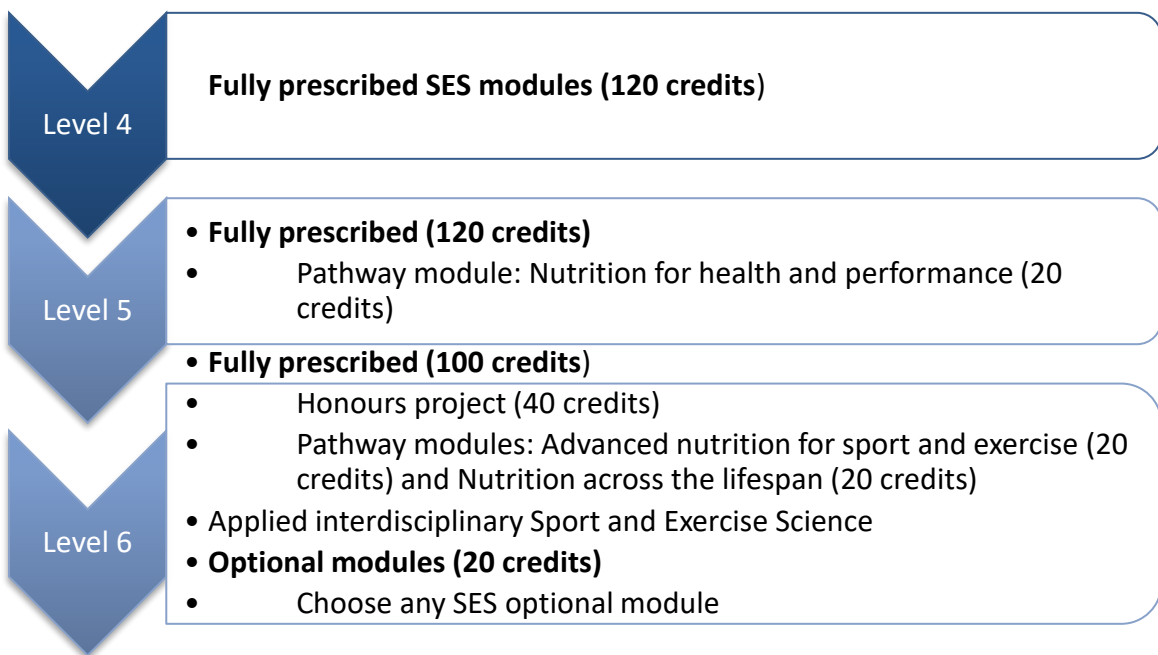 Level 4
Fully prescribed SES modules (120 credits)
Level 5
• Fully prescribed (120 credits)
• Pathway module: Nutrition for health and performance (20
credits)
Level 6
• Fully prescribed (100 credits)
• Honours project (40 credits)
• Pathway modules: Advanced nutrition for sport and exercise (20
credits) and Nutrition across the lifespan (20 credits)
• Applied interdisciplinary Sport and Exercise Science
• Optional modules (20 credits)
• Choose any SES optional module